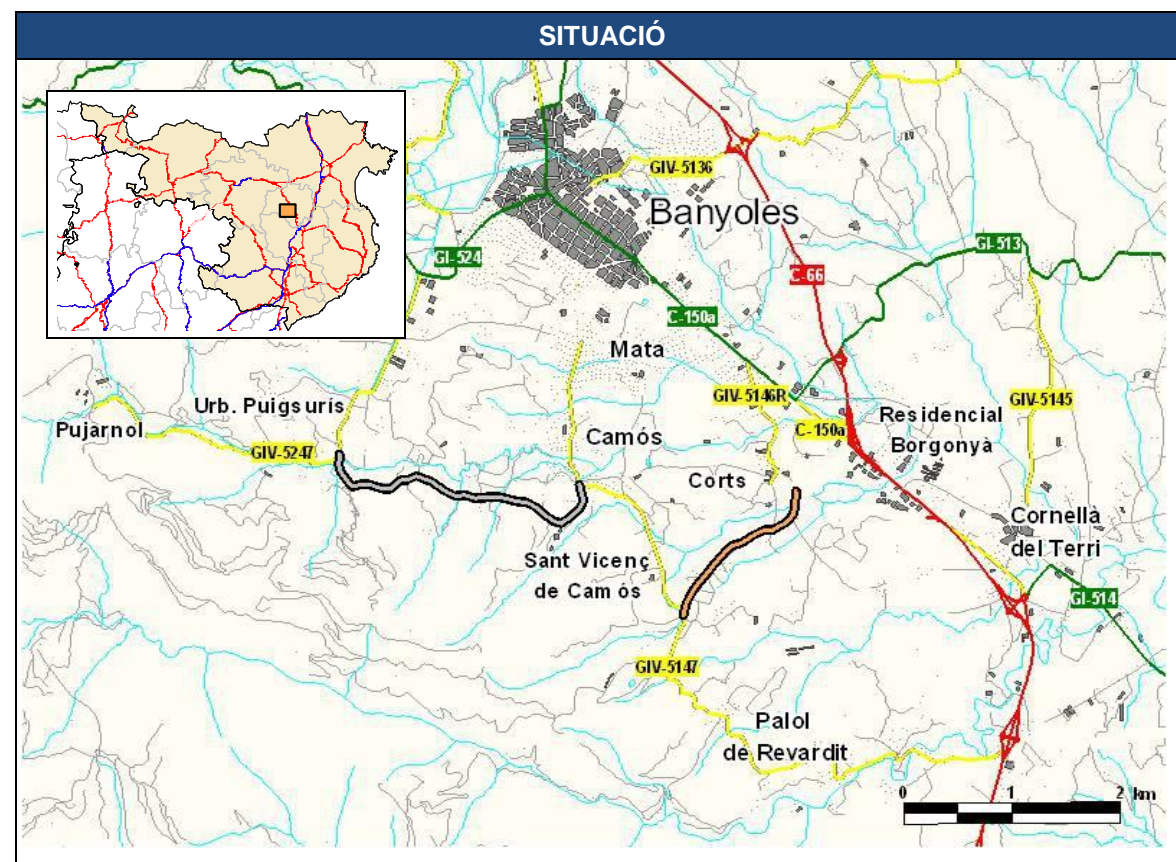 SITUACIÓ
GIV-5136
Banyoles
GI-513
GI-524
C-66
C-150a
Mata
Urb. Puigsurís
GIV-5146R
GIV-5145
Pujarnol
Camós
C-150a
Residencial
Borgonyà
GIV-5247
Corts
Cornellà
del Terri
Sant Vicenç
de Camós
GI-514
GIV-5147
Palol
de Revardit
0 1 2 km